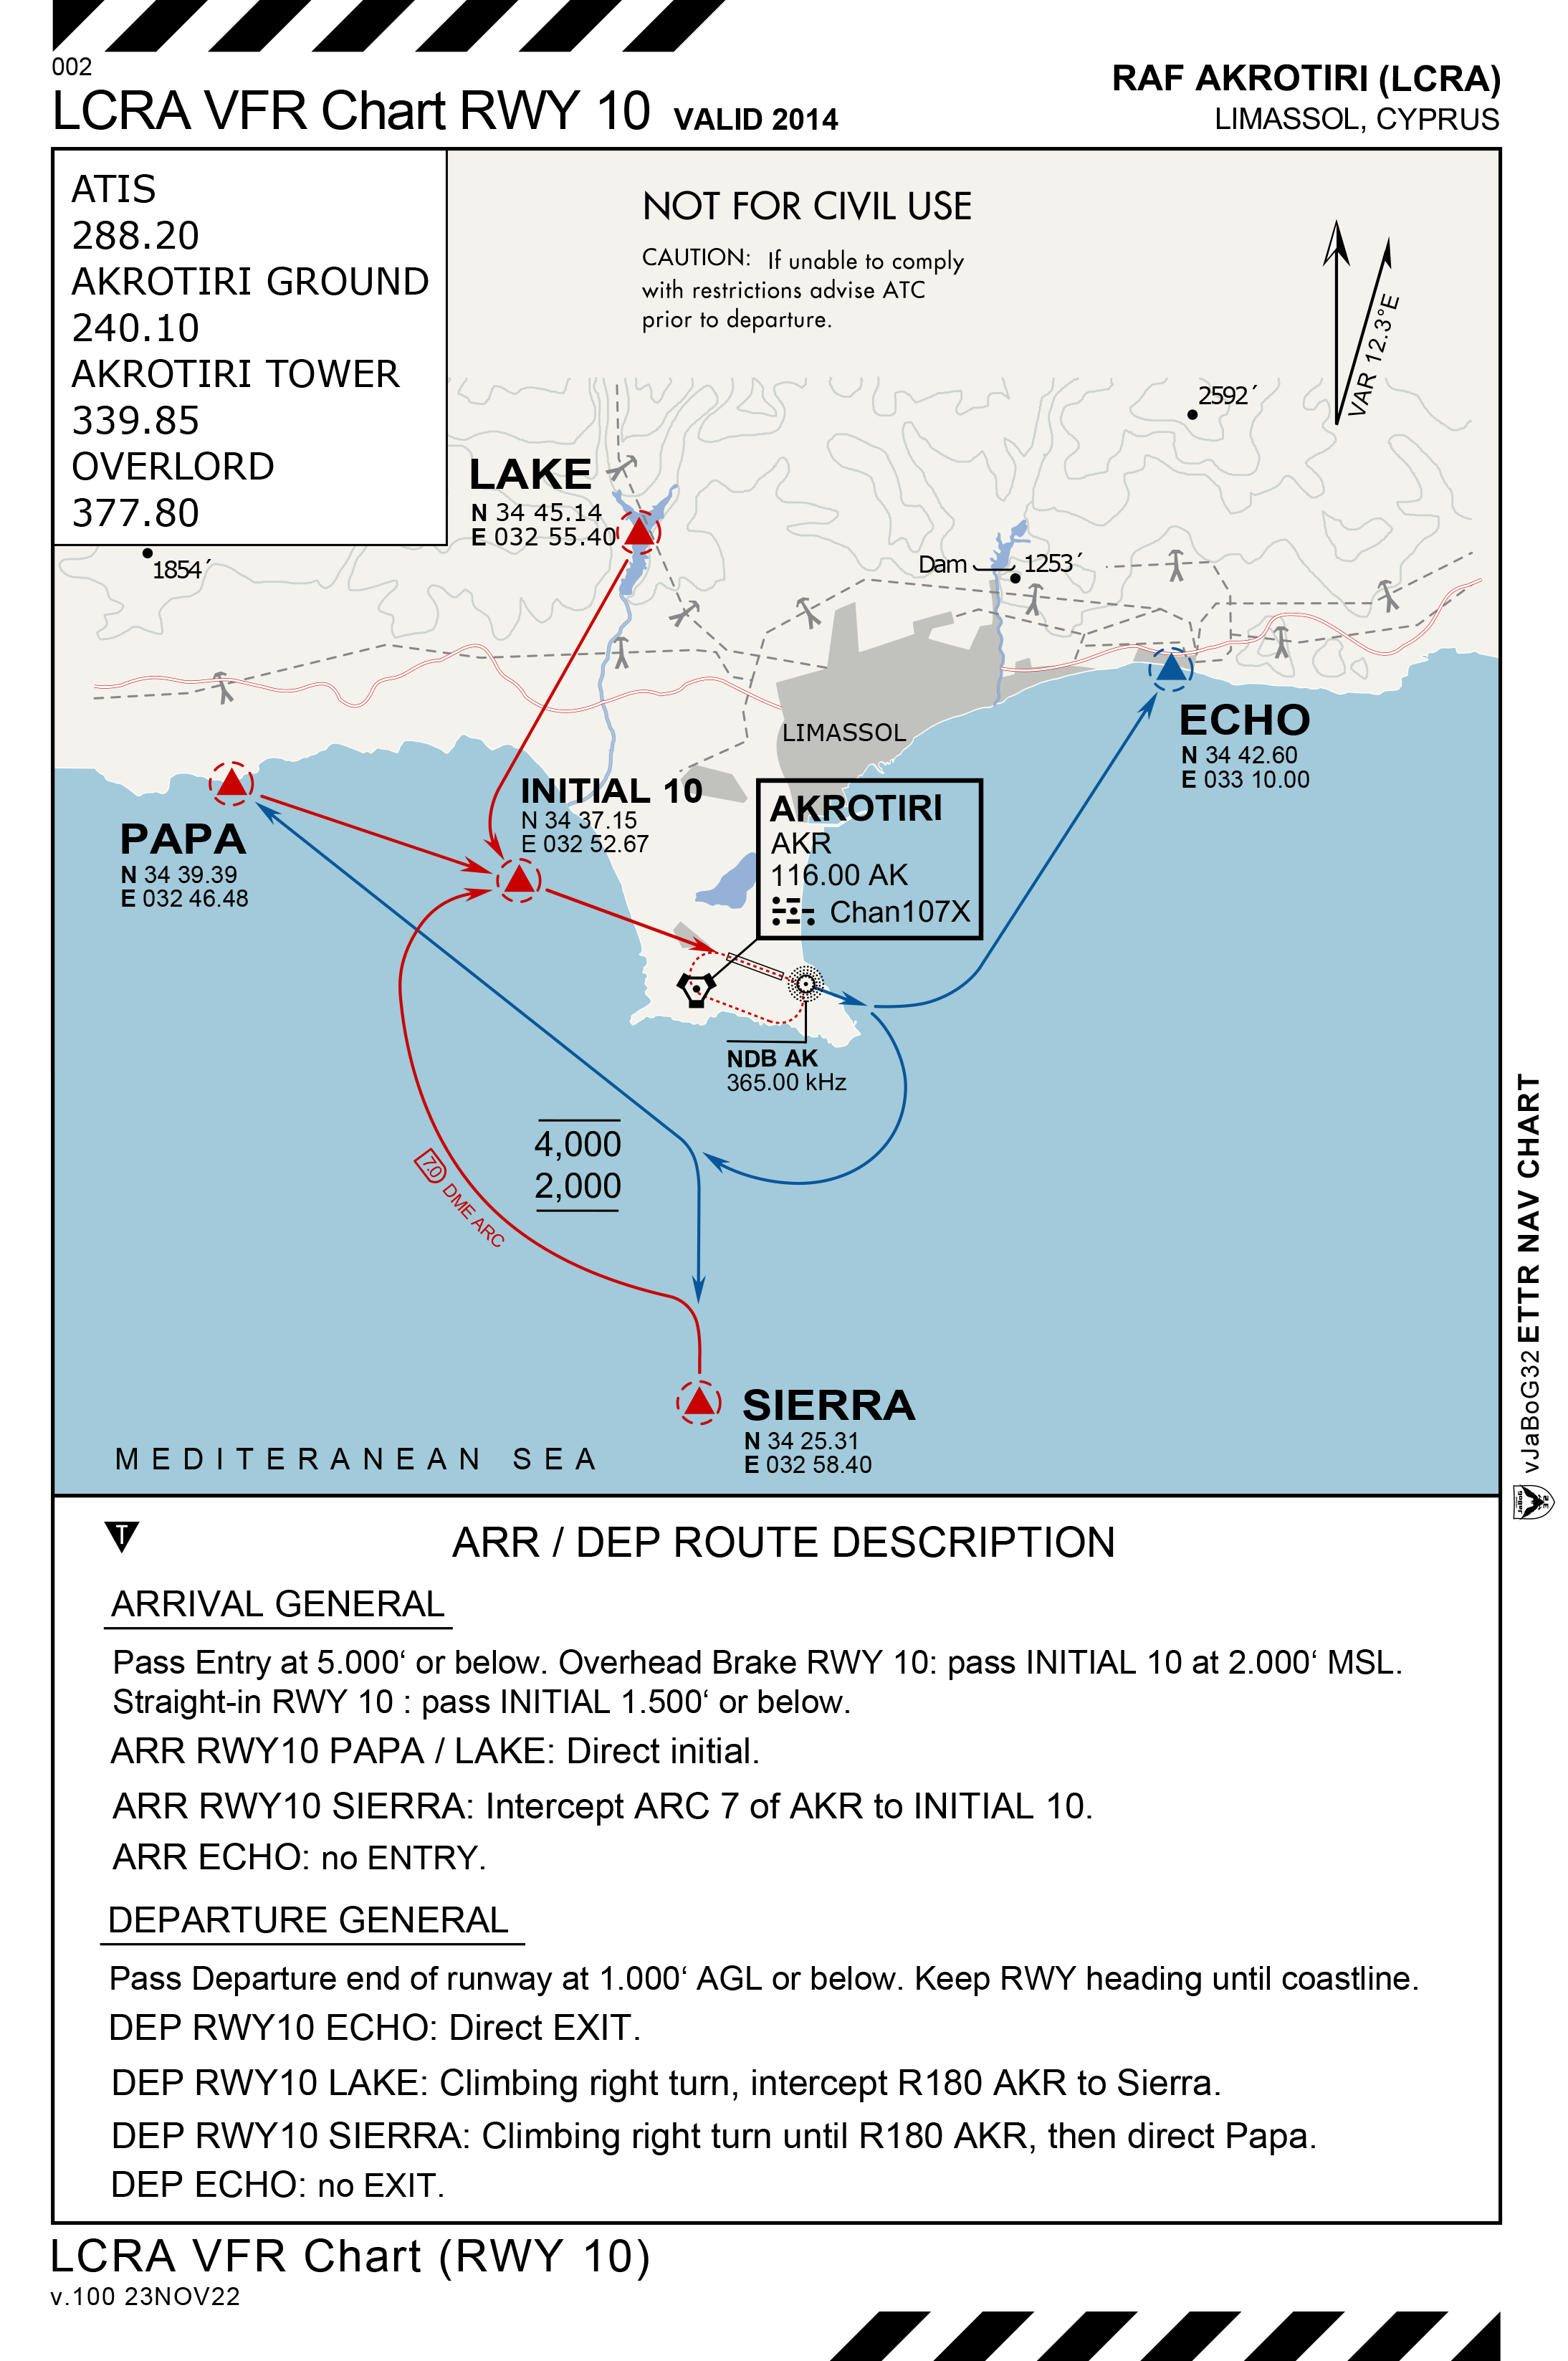 002
LCRA VFR Chart RWY 10 VALID 2014
RAF AKROTIRI (LCRA)
LIMASSOL, CYPRUS
ATIS
288.20
AKROTIRI GROUND
240.10
AKROTIRI TOWER
339.85
OVERLORD
377.80
NOT FOR CIVIL USE
CAUTION: If unable to comply
with restrictions advise ATC
prior to departure.
VAR 12.3°E
2592´
LAKE
N 34 45.14
E 032 55.40
1854´
Dam
1253´
ECHO
N 34 42.60
E 033 10.00
LIMASSOL
INITIAL 10
N 34 37.15
E 032 52.67
PAPA
N 34 39.39
E 032 46.48
AKROTIRI
AKR
116.00 AK
Chan107X
NDB AK
365.00 kHz
4,000
2,000
7.0 DME ARC
SIERRA
N 34 25.31
E 032 58.40
MEDITERANEAN SEA
vJaBoG32 ETTR NAV CHART
T
ARR / DEP ROUTE DESCRIPTION
ARRIVAL GENERAL
Pass Entry at 5.000‘ or below. Overhead Brake RWY 10: pass INITIAL 10 at 2.000‘ MSL.
Straight-in RWY 10 : pass INITIAL 1.500‘ or below.
ARR RWY10 PAPA / LAKE: Direct initial.
ARR RWY10 SIERRA: Intercept ARC 7 of AKR to INITIAL 10.
ARR ECHO: no ENTRY.
DEPARTURE GENERAL
Pass Departure end of runway at 1.000‘ AGL or below. Keep RWY heading until coastline.
DEP RWY10 ECHO: Direct EXIT.
DEP RWY10 LAKE: Climbing right turn, intercept R180 AKR to Sierra.
DEP RWY10 SIERRA: Climbing right turn until R180 AKR, then direct Papa.
DEP ECHO: no EXIT.
LCRA VFR Chart (RWY 10)
v.100 23NOV22